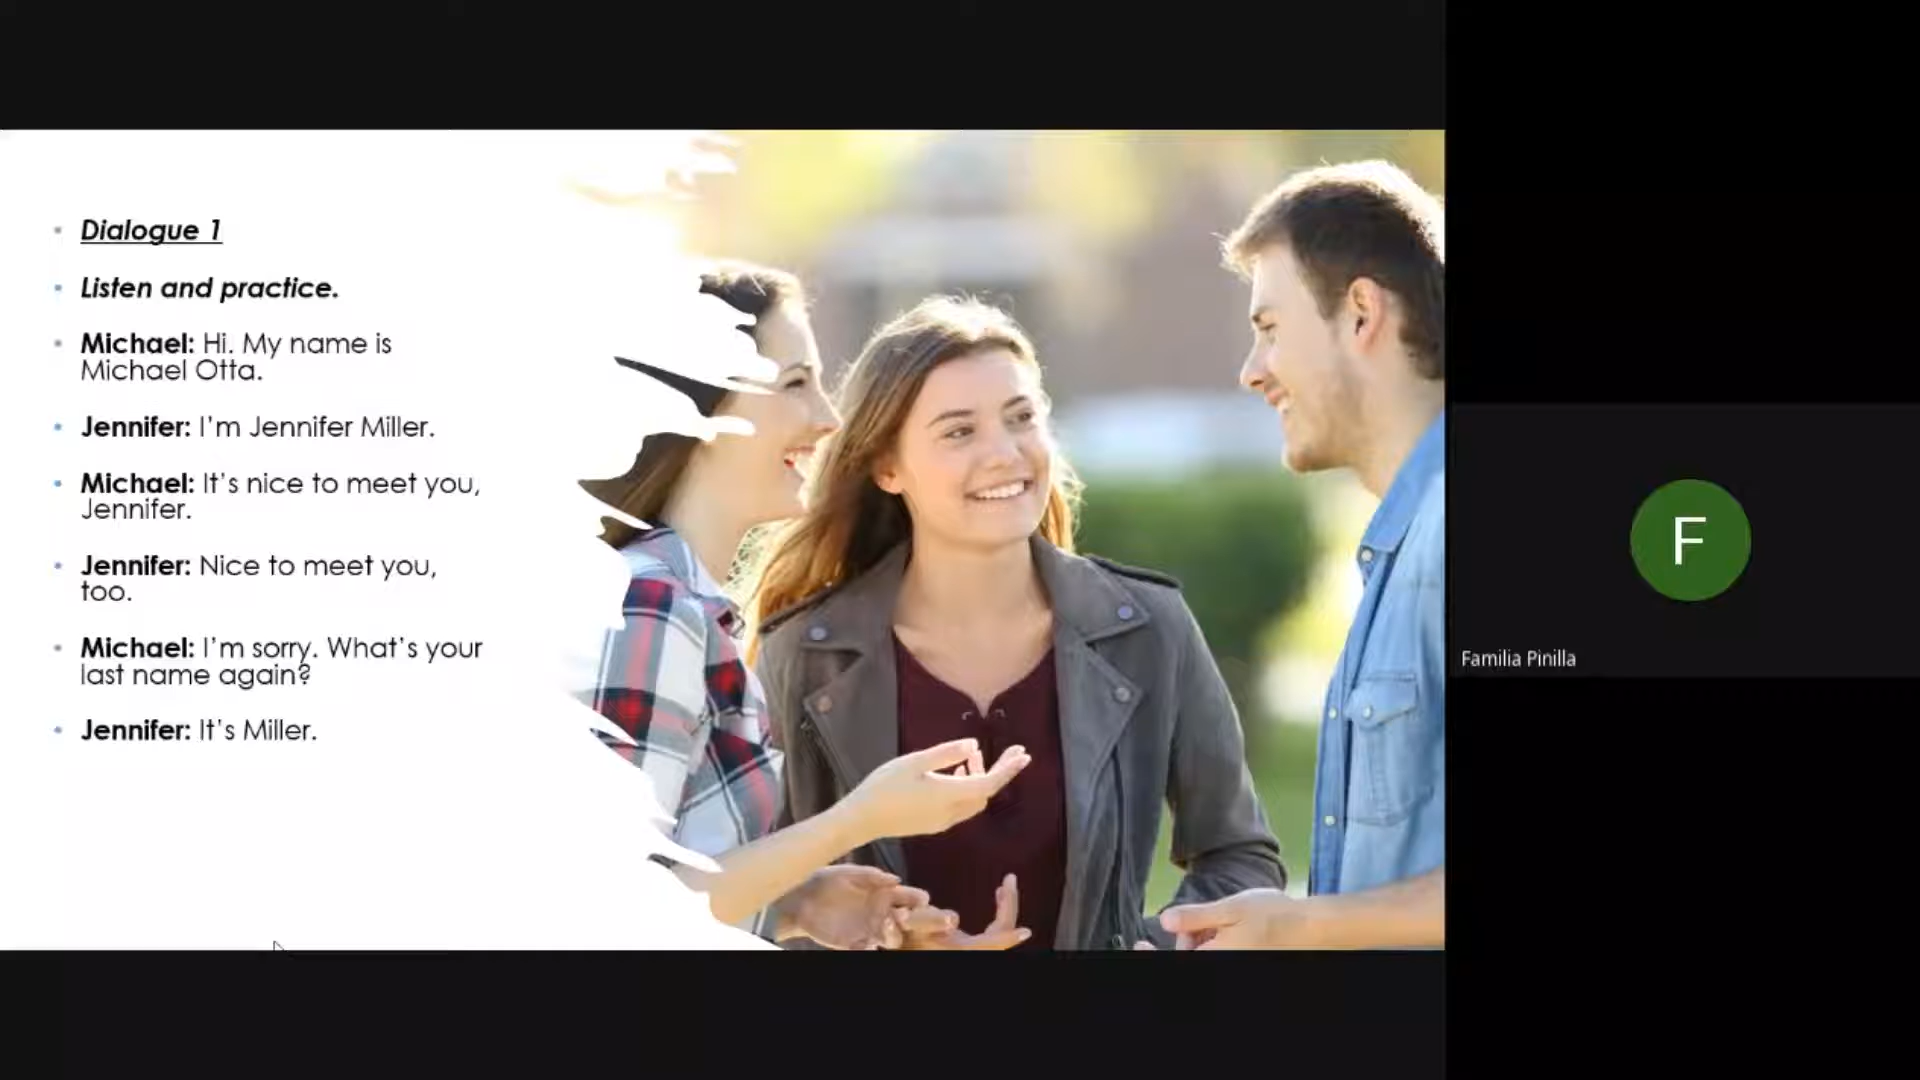 Dialogue 1
Listen and practice.
Michael: Hi. My name is
Michael Otta.
Jennifer: I'm Jennifer Miller.
Michael: It's nice to meet you,
Jennifer.
Jennifer: Nice to meet you,
too.
Michael: I'm sorry. What's your
last name again?
Jennifer: It's Miller.
F
Familia Pinilla